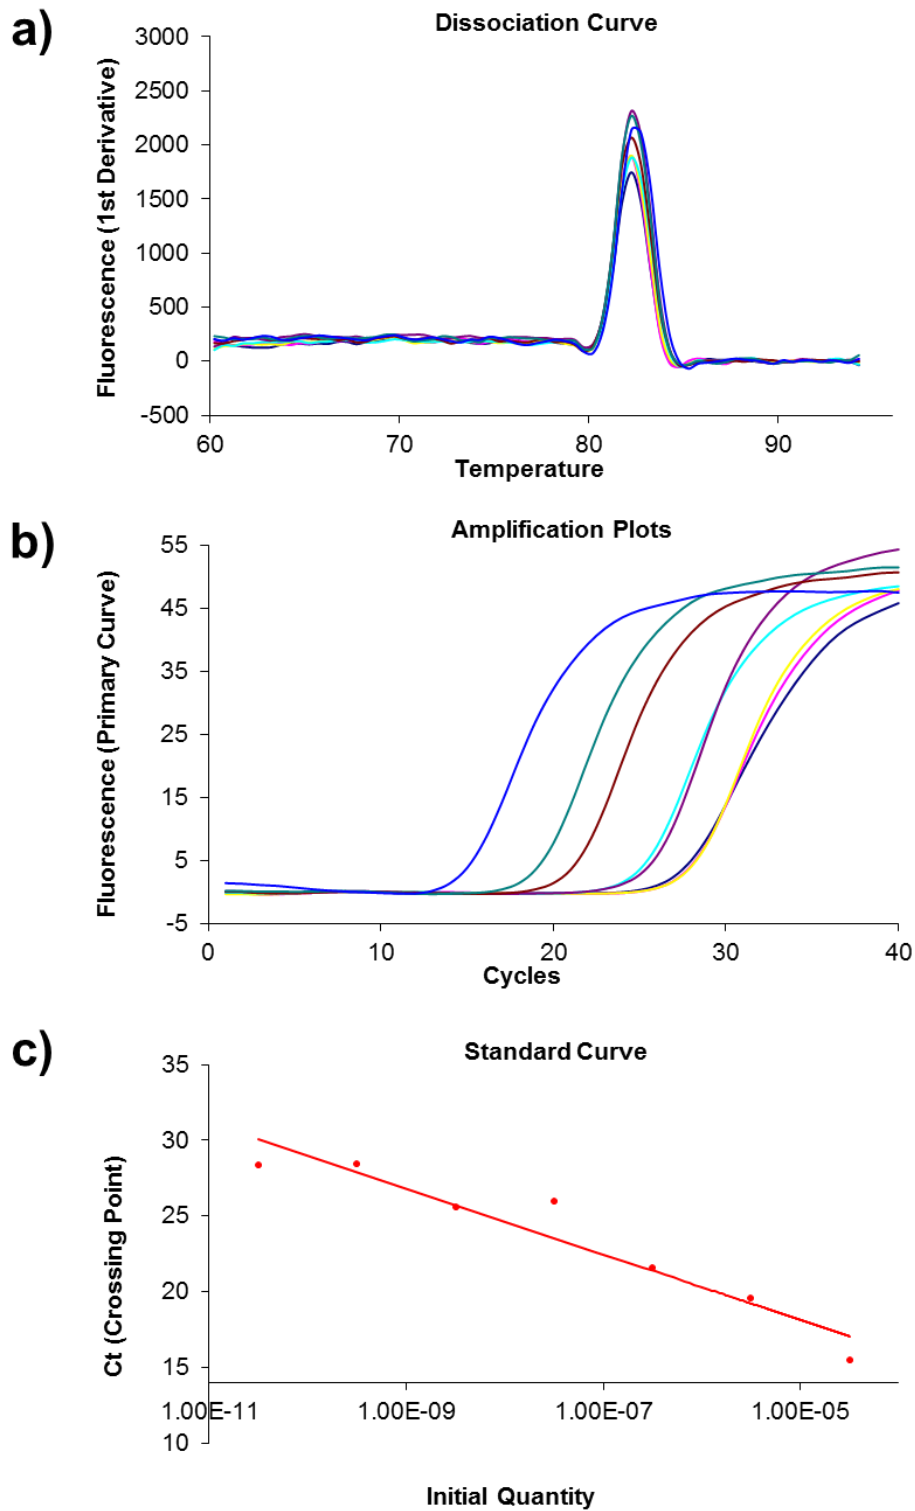 a)
Dissociation Curve
Fluorescence (1st Derivative)
3000
2500
2000
1500
1000
500
0
-500
60 70 80 90
Temperature
b)
Amplification Plots
Fluorescence (Primary Curve)
55
45
35
25
15
5
-5
0 10 20 30 40
Cycles
c)
Standard Curve
Ct (Crossing Point)
35
30
25
20
15
10
1.00E-11 1.00E-09 1.00E-07 1.00E-05
Initial Quantity